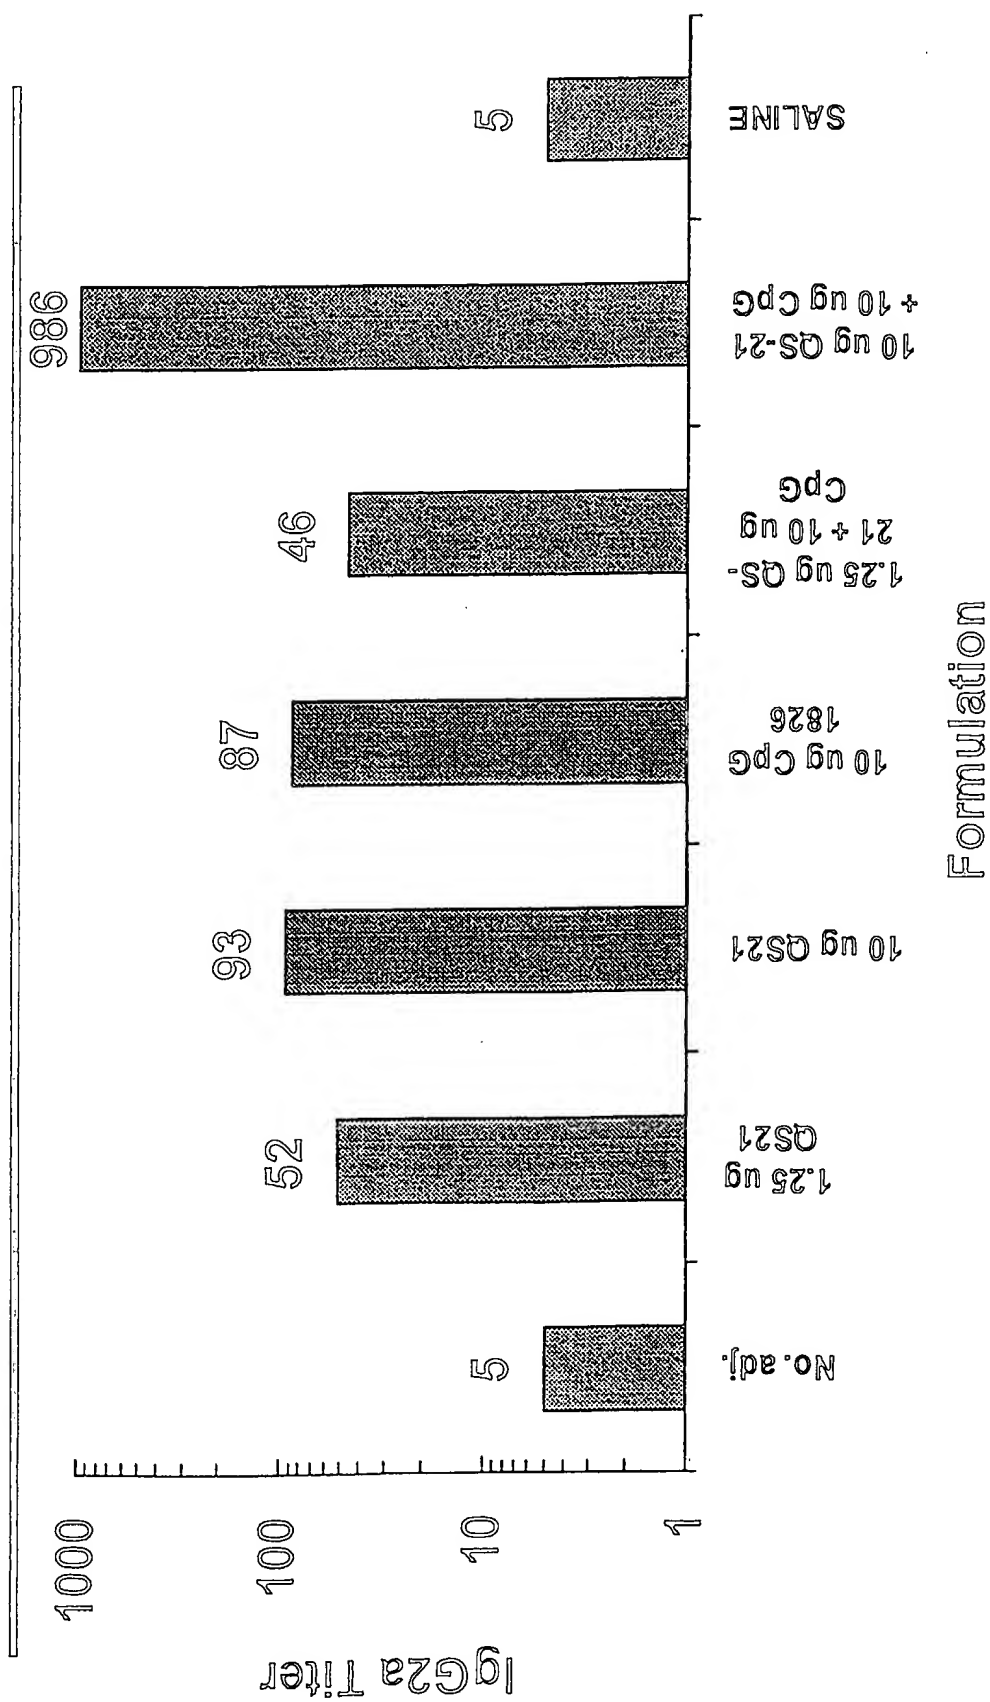 IgG2a Titer
1000
100
10
1
5
52
93
87
46
986
5
No.adj.
1.25 ug
QS21
10 ug QS21
10 ug CpG
1826
1.25 ug QS-
21 + 10 ug
CpG
10 ug QS-21
+ 10 ug CpG
SALINE
Formulation